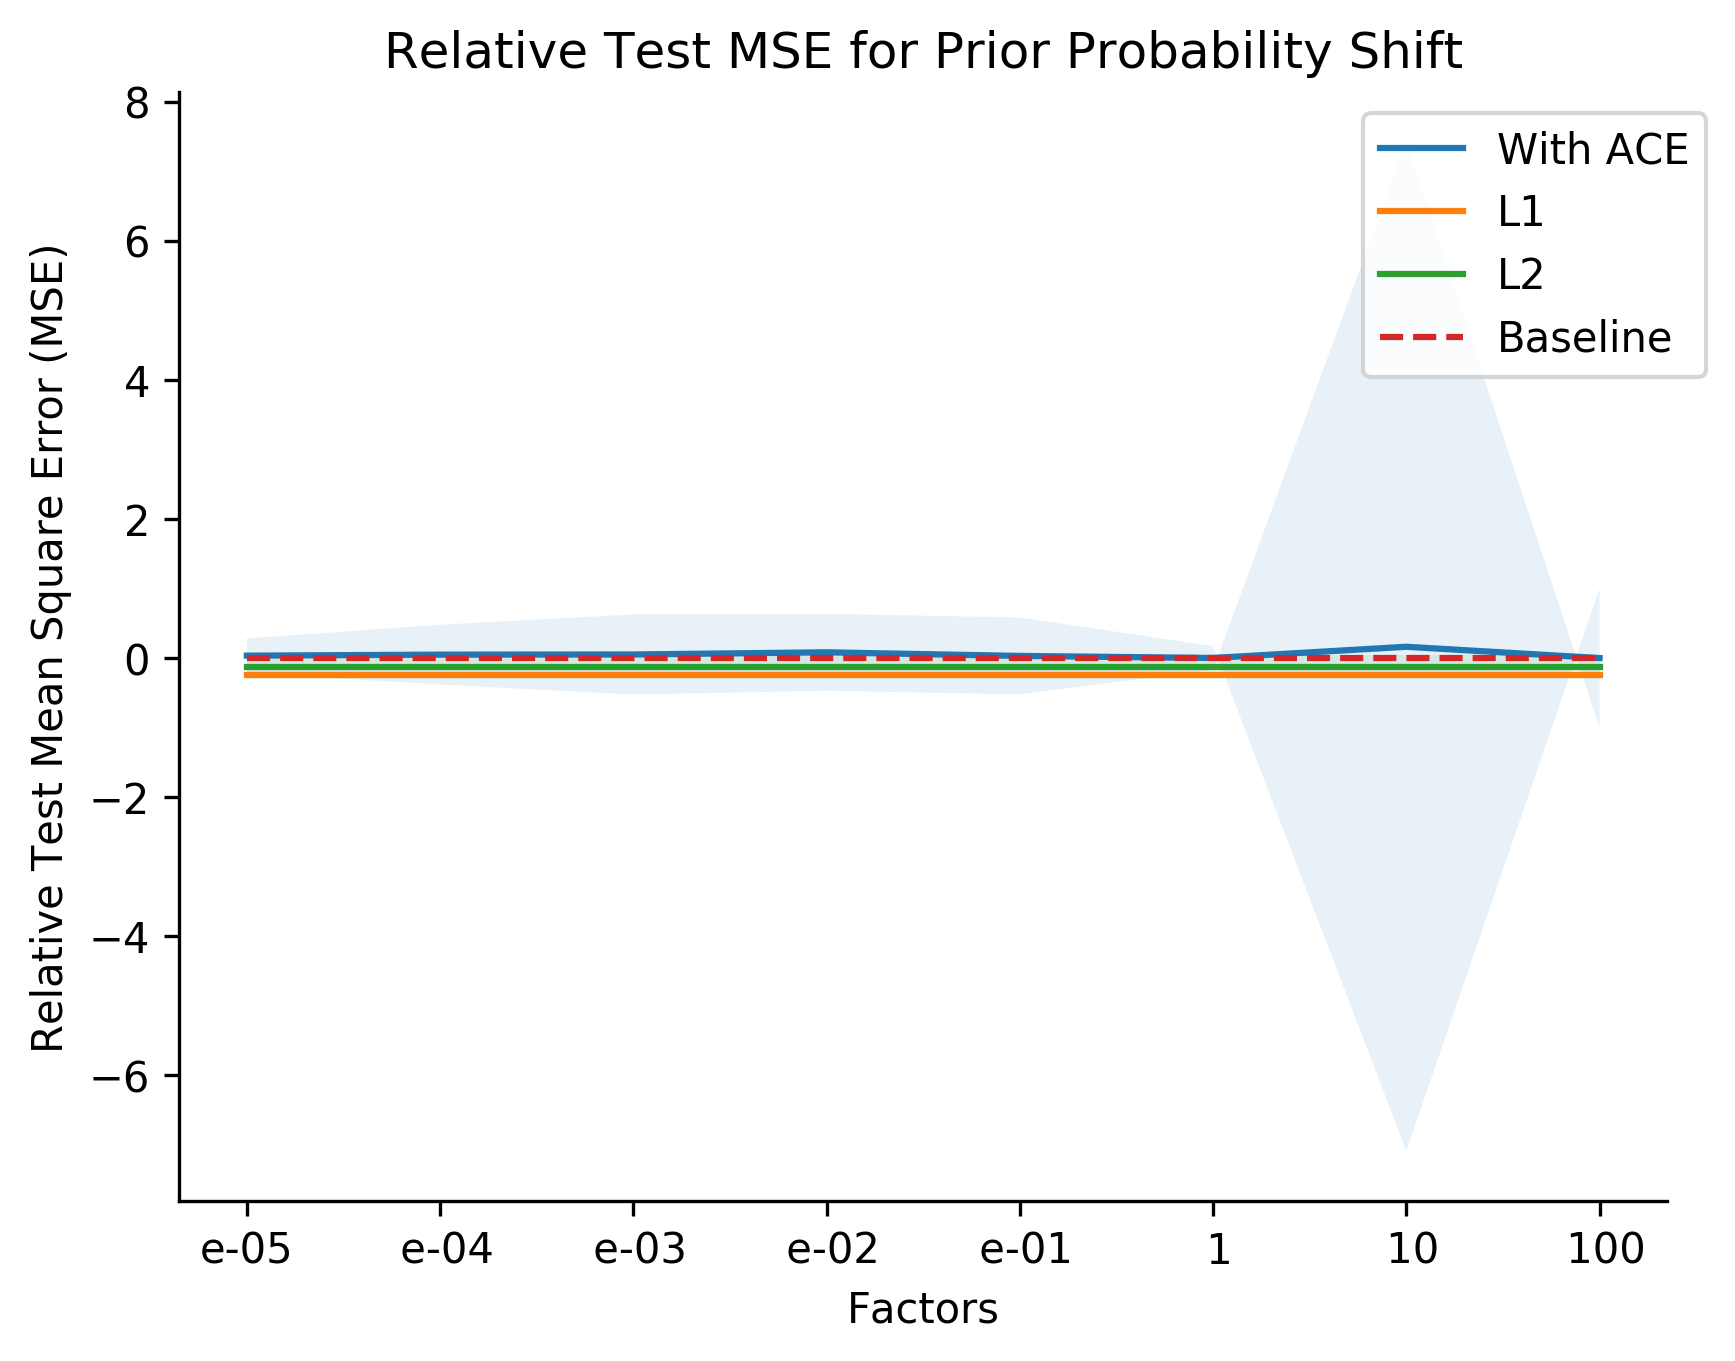 Relative Test MSE for Prior Probability Shift
With ACE
L1
L2
Baseline
Relative Test Mean Square Error (MSE)
8
6
4
2
0
−2
−4
−6
e-05 e-04 e-03 e-02 e-01 1 10 100
Factors